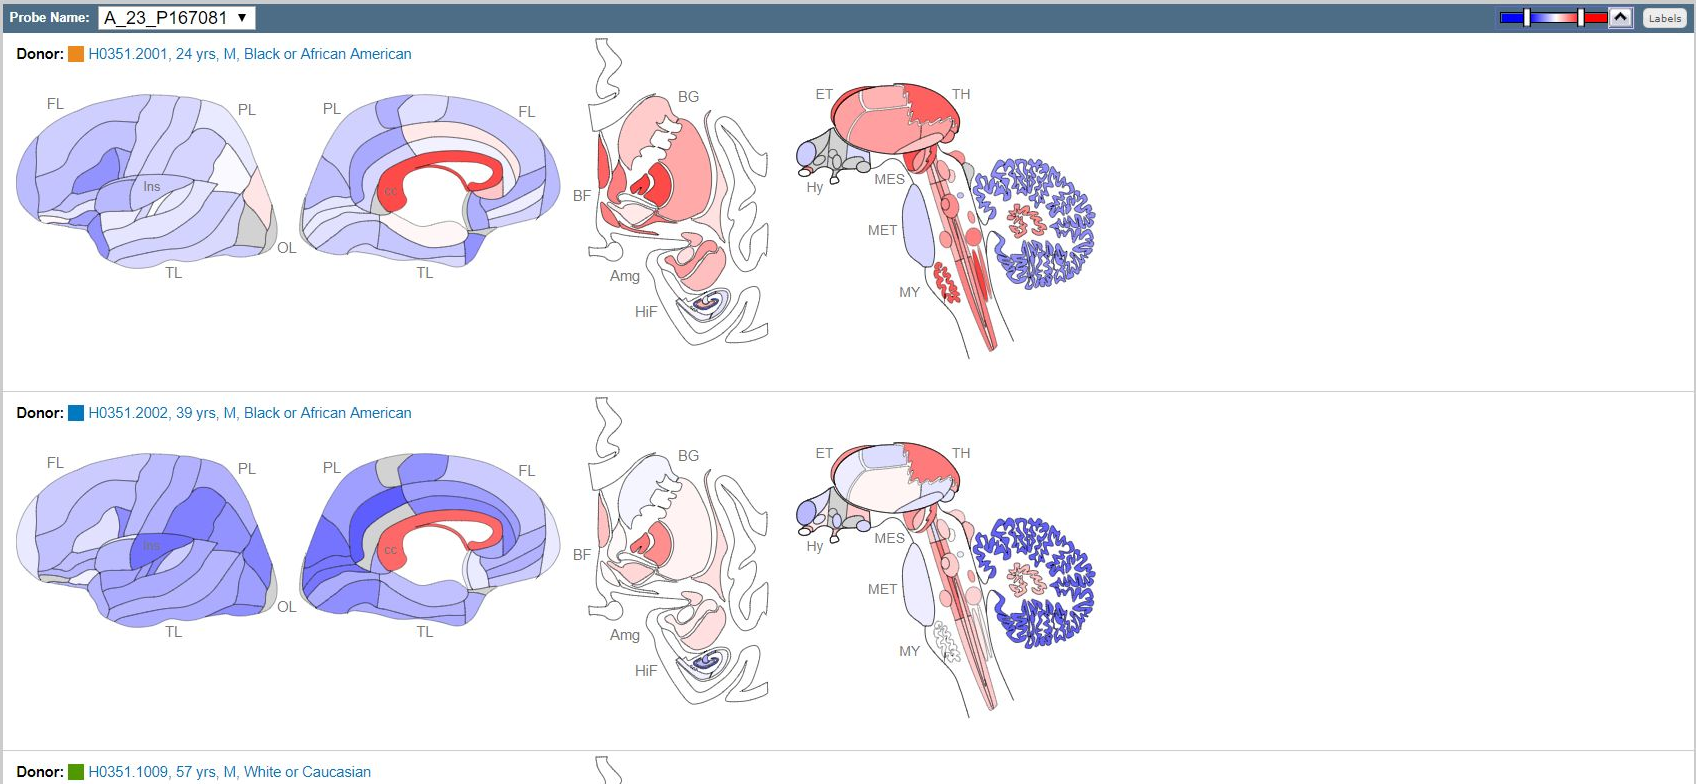 Probe Name: A_23_P167081 ▼ Labels
Donor: H0351.2001, 24 yrs, M, Black or African American
FL PL PL FL BG ET TH
Ins cc BF Hy MES
MET
OL
TL TL Amg
MY
HiF
Donor: H0351.2002, 39 yrs, M, Black or African American
FL PL PL FL BG ET TH
Ins cc BF Hy MES
MET
OL
TL TL Amg
MY
HiF
Donor: H0351.1009, 57 yrs, M, White or Caucasian